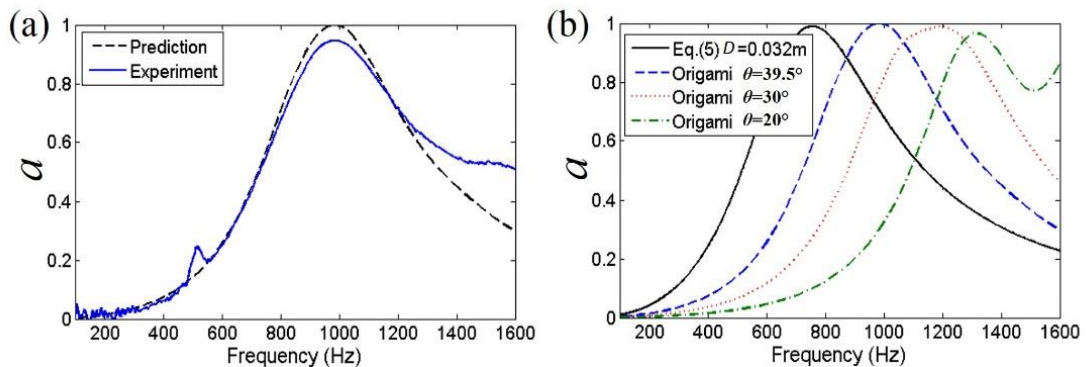 (a)
Prediction
Experiment
a
1
0.8
0.6
0.4
0.2
0
200 400 600 800 1000 1200 1400 1600
Frequency (Hz)
(b)
Eq.(5) D=0.032m
Origami θ=39.5°
Origami θ=30°
Origami θ=20°
a
1
0.8
0.6
0.4
0.2
0
200 400 600 800 1000 1200 1400 1600
Frequency (Hz)